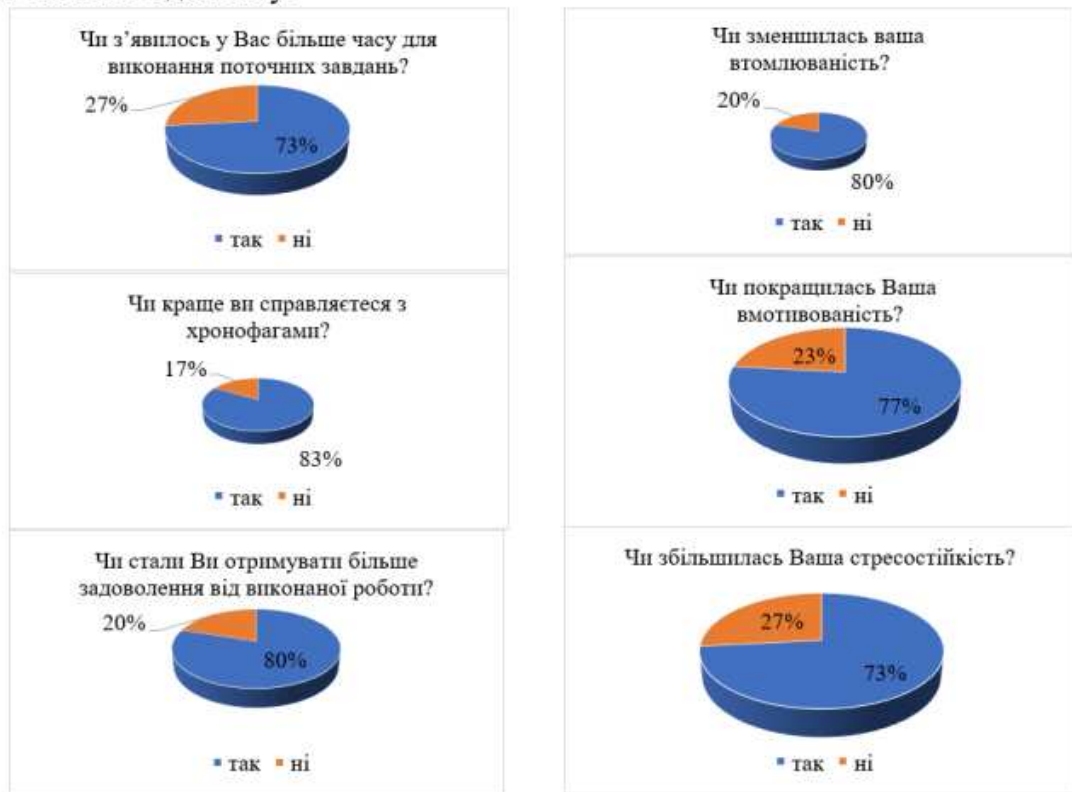 Чи з’явилось у Вас більше часу для
виконання поточних завдань?
27%
73%
так ні
Чи зменшилась ваша
втомлюваність?
20%
80%
так ні
Чи краще ви справляєтеся з
хронофагами?
17%
83%
так ні
Чи покращилась Ваша
вмотивованість?
23%
77%
так ні
Чи стали Ви отримувати більше
задоволення від виконаної роботи?
20%
80%
так ні
Чи збільшилась Ваша стресостійкість?
27%
73%
так ні